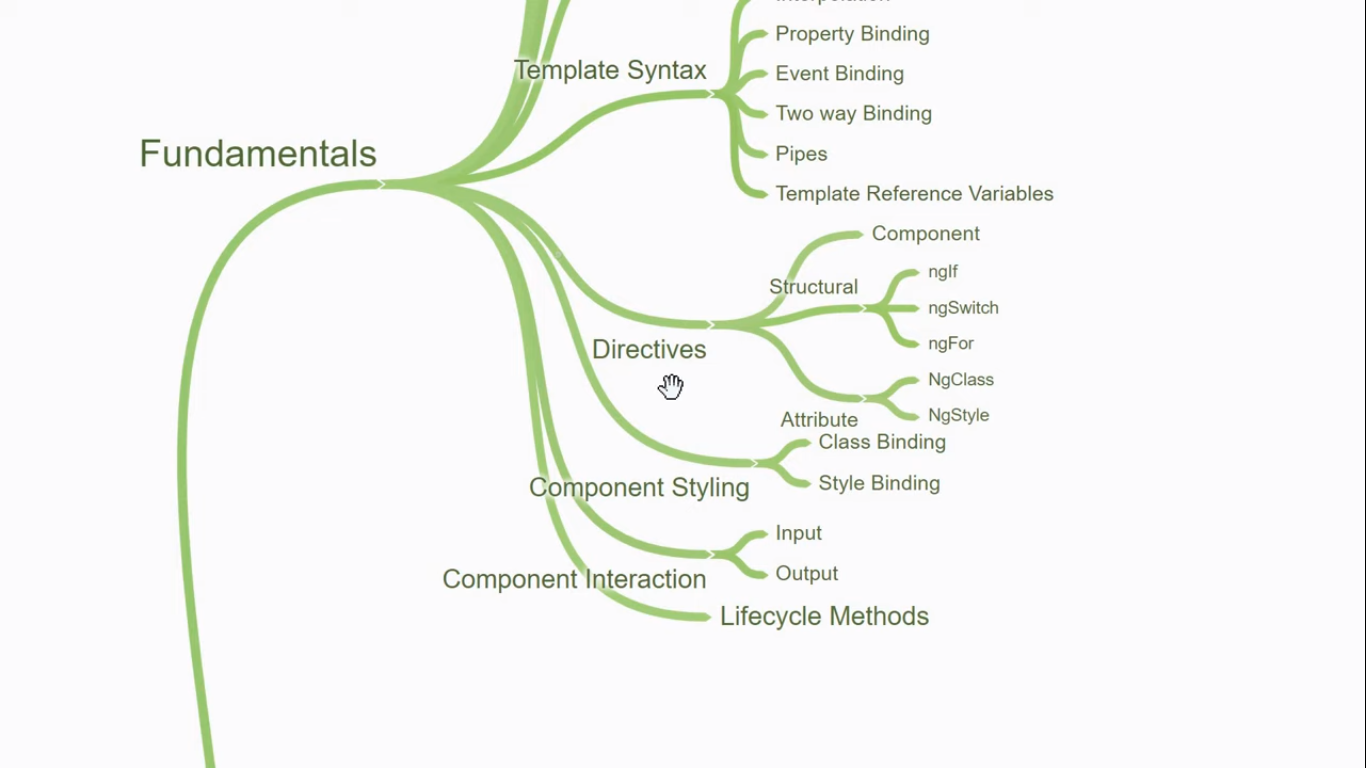 Interpolation
Property Binding
Template Syntax
Event Binding
Two way Binding
Fundamentals
Pipes
Template Reference Variables
Component
ngIf
Structural
ngSwitch
ngFor
Directives
NgClass
NgStyle
Attribute
Class Binding
Style Binding
Component Styling
Input
Output
Component Interaction
Lifecycle Methods